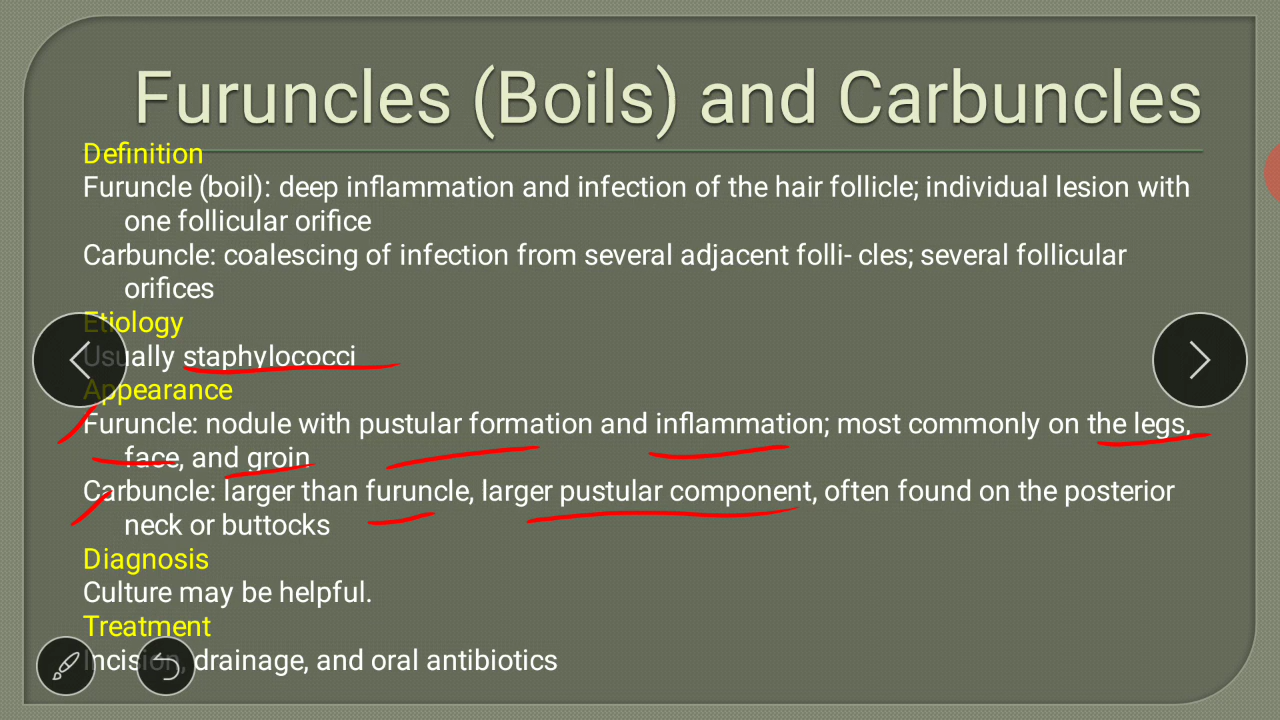 Furuncles (Boils) and Carbuncles
Definition
Furuncle (boil): deep inflammation and infection of the hair follicle; individual lesion with
one follicular orifice
Carbuncle: coalescing of infection from several adjacent folli- cles; several follicular
orifices
Etiology
Usually staphylococci
Appearance
Furuncle: nodule with pustular formation and inflammation; most commonly on the legs,
face, and groin
Carbuncle: larger than furuncle, larger pustular component, often found on the posterior
neck or buttocks
Diagnosis
Culture may be helpful.
Treatment
Incision, drainage, and oral antibiotics